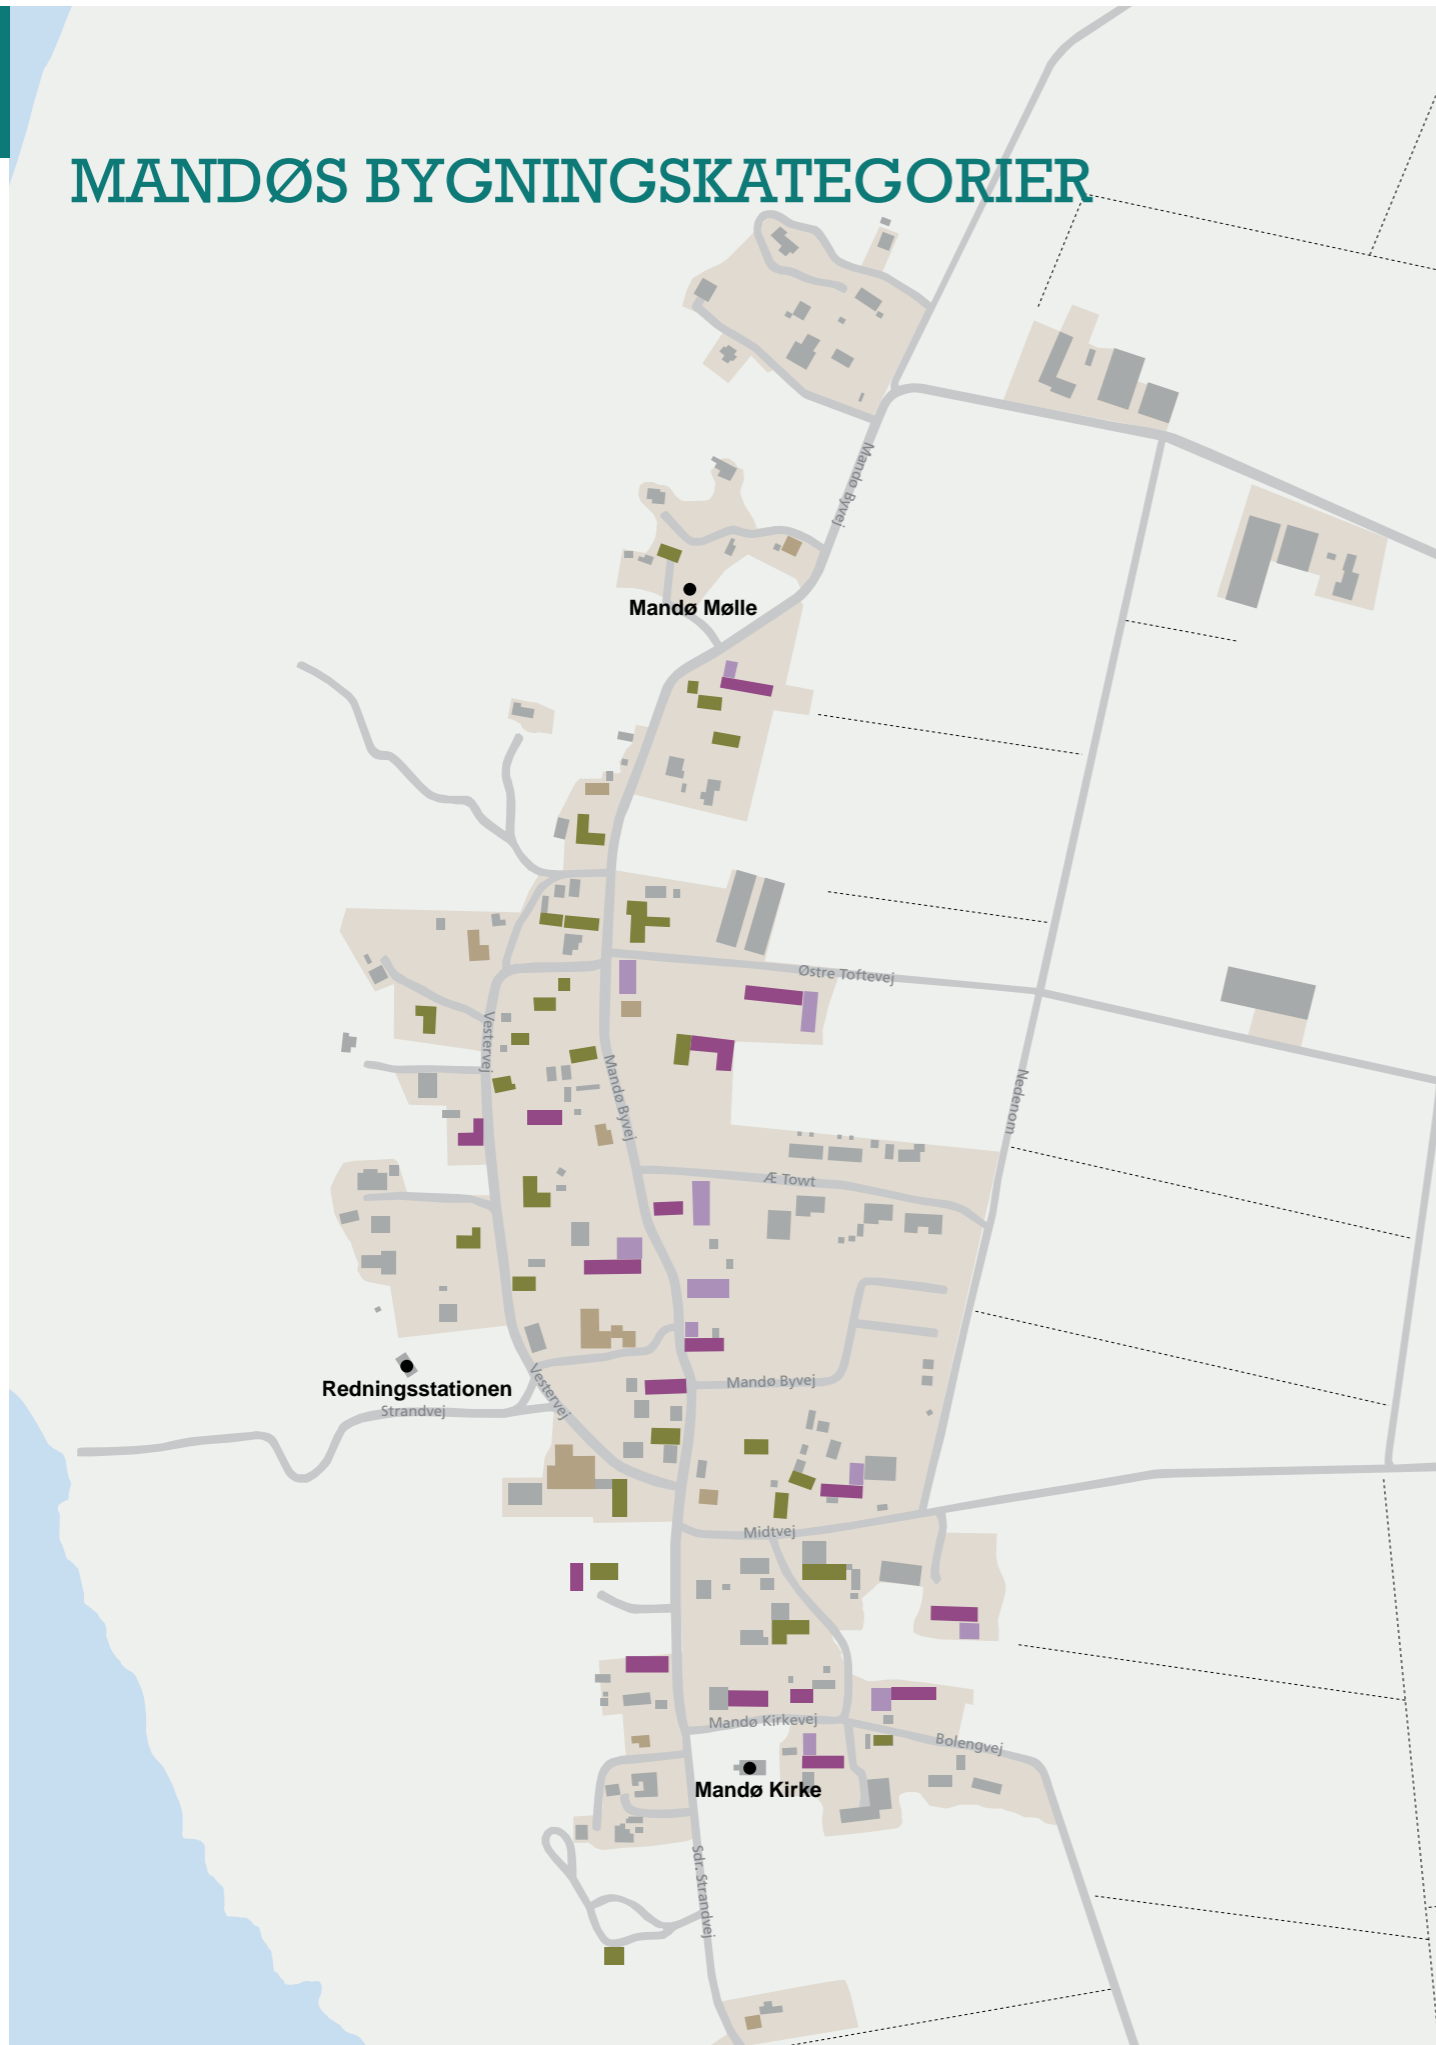 MANDØS BYGNINGSKATEGORIER
Mandø Byvej
Mandø Mølle
Østre Toftevej
Vestervej
Mandø Byvej
Nedenom
Æ Towt
Redningsstationen
Strandvej
Vestervej
Mandø Byvej
Midtvej
Mandø Kirkevej
Bolengvej
Mandø Kirke
Sdr. Strandvej